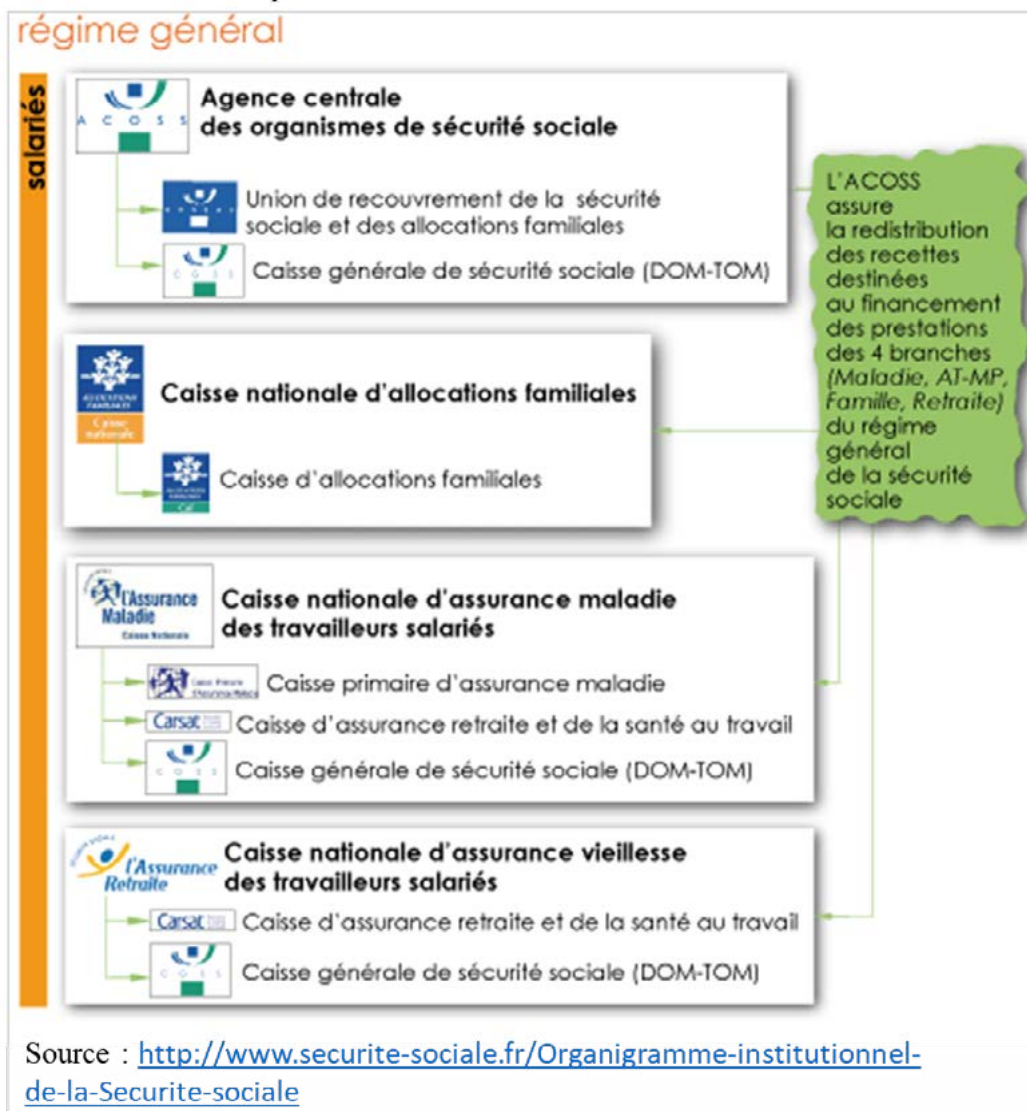 régime général
salariés
A C O S S
Agence centrale
des organismes de sécurité sociale
Union de recouvrement de la sécurité
sociale et des allocations familiales
C G S S
Caisse générale de sécurité sociale (DOM-TOM)
L'ACOSS
assure
la redistribution
des recettes
destinées
au financement
des prestations
des 4 branches
(Maladie, AT-MP,
Famille, Retraite)
du régime
général
de la sécurité
sociale
ALLOCATIONS
FAMILIALES
Caisse
nationale
Caisse nationale d'allocations familiales
Caf
Caisse d'allocations familiales
l'Assurance
Maladie
Caisse Nationale
Caisse nationale d'assurance maladie
des travailleurs salariés
Caisse primaire d'assurance maladie
Carsat
Caisse d'assurance retraite et de la santé au travail
C G S S
Caisse générale de sécurité sociale (DOM-TOM)
l'Assurance
Retraite
Caisse nationale d'assurance vieillesse
des travailleurs salariés
Carsat
Caisse d'assurance retraite et de la santé au travail
C G S S
Caisse générale de sécurité sociale (DOM-TOM)
Source : http://www.securite-sociale.fr/Organigramme-institutionnel-
de-la-Securite-sociale